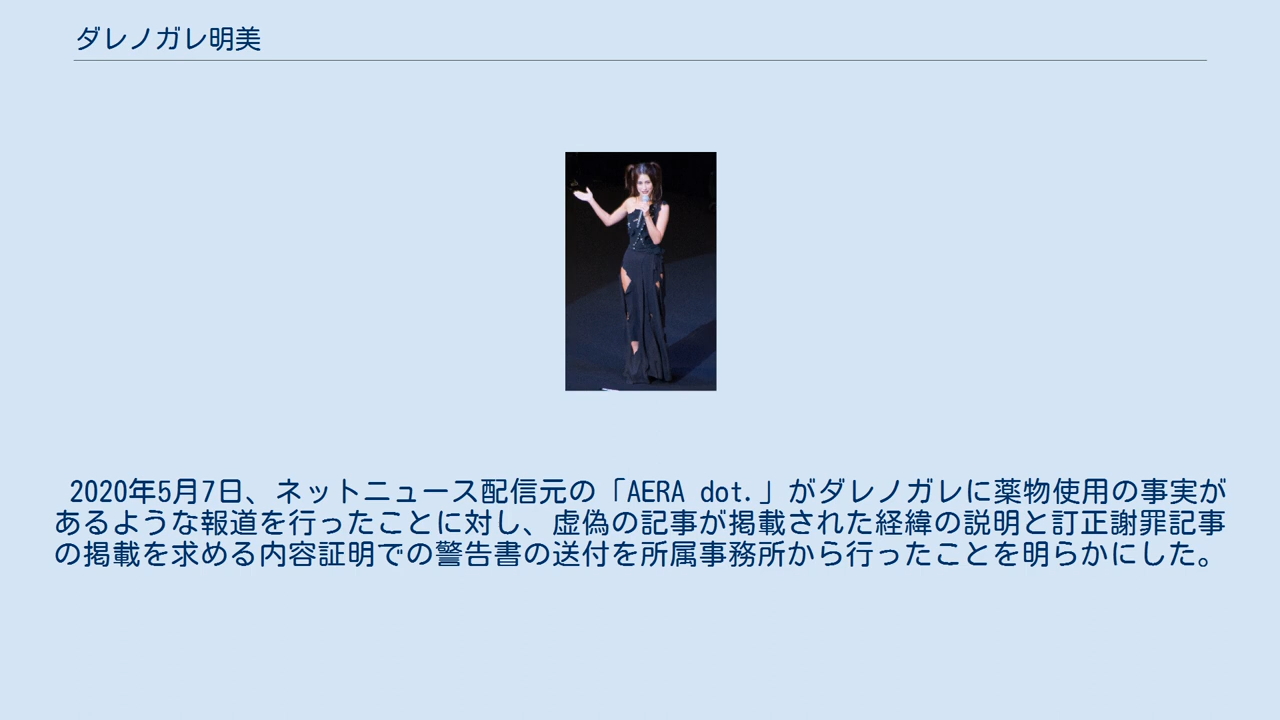 ダレノガレ明美
2020年5月7日、ネットニュース配信元の「AERA dot.」がダレノガレに薬物使用の事実が
あるような報道を行ったことに対し、虚偽の記事が掲載された経緯の説明と訂正謝罪記事
の掲載を求める内容証明での警告書の送付を所属事務所から行ったことを明らかにした。